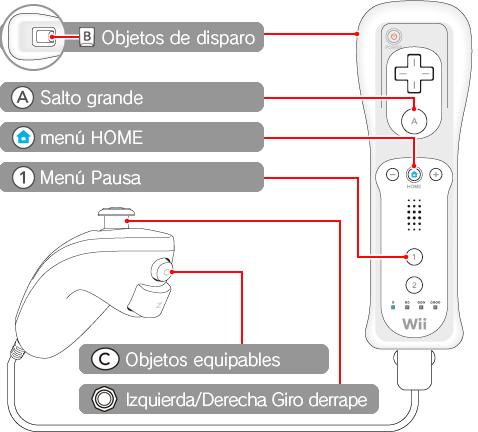 B Objetos de disparo
POWER
A Salto grande
A
menú HOME
HOME
1 Menú Pausa
1
2
Wii
C
Z
C Objetos equipables
Izquierda/Derecha Giro derrape